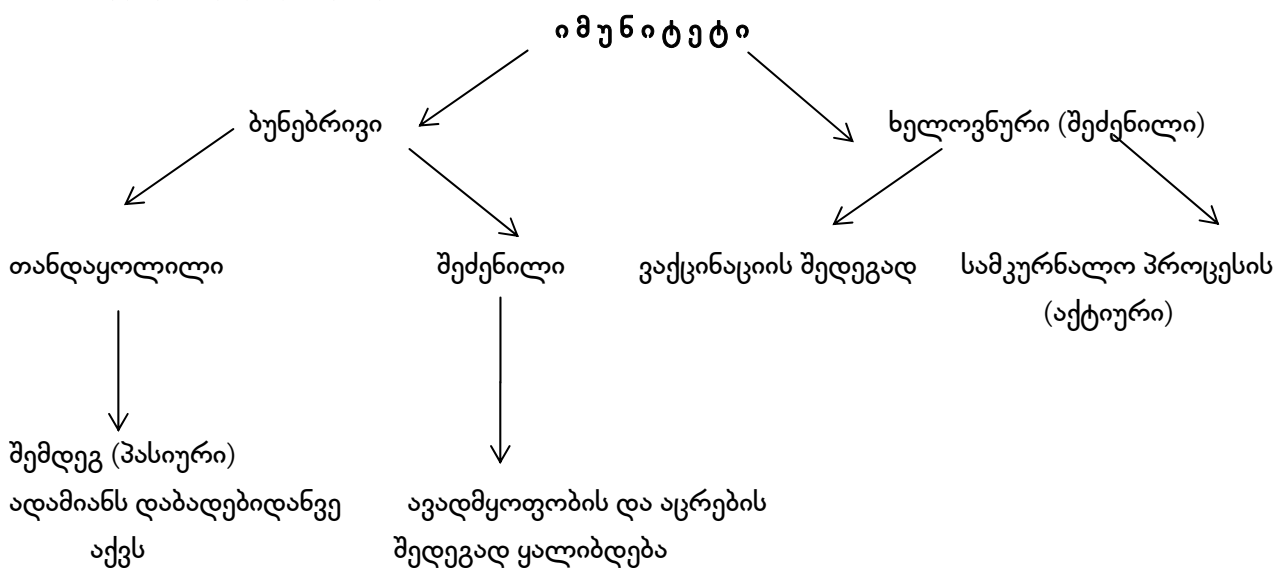 ი მ უ ნ ი ტ ე ტ ი
ბუნებრივი
ხელოვნური (შეძენილი)
თანდაყოლილი
შეძენილი
ვაქცინაციის შედეგად
სამკურნალო პროცესის
(აქტიური)
შემდეგ (პასიური)
ადამიანს დაბადებიდანვე
აქვს
ავადმყოფობის და აცრების
შედეგად ყალიბდება